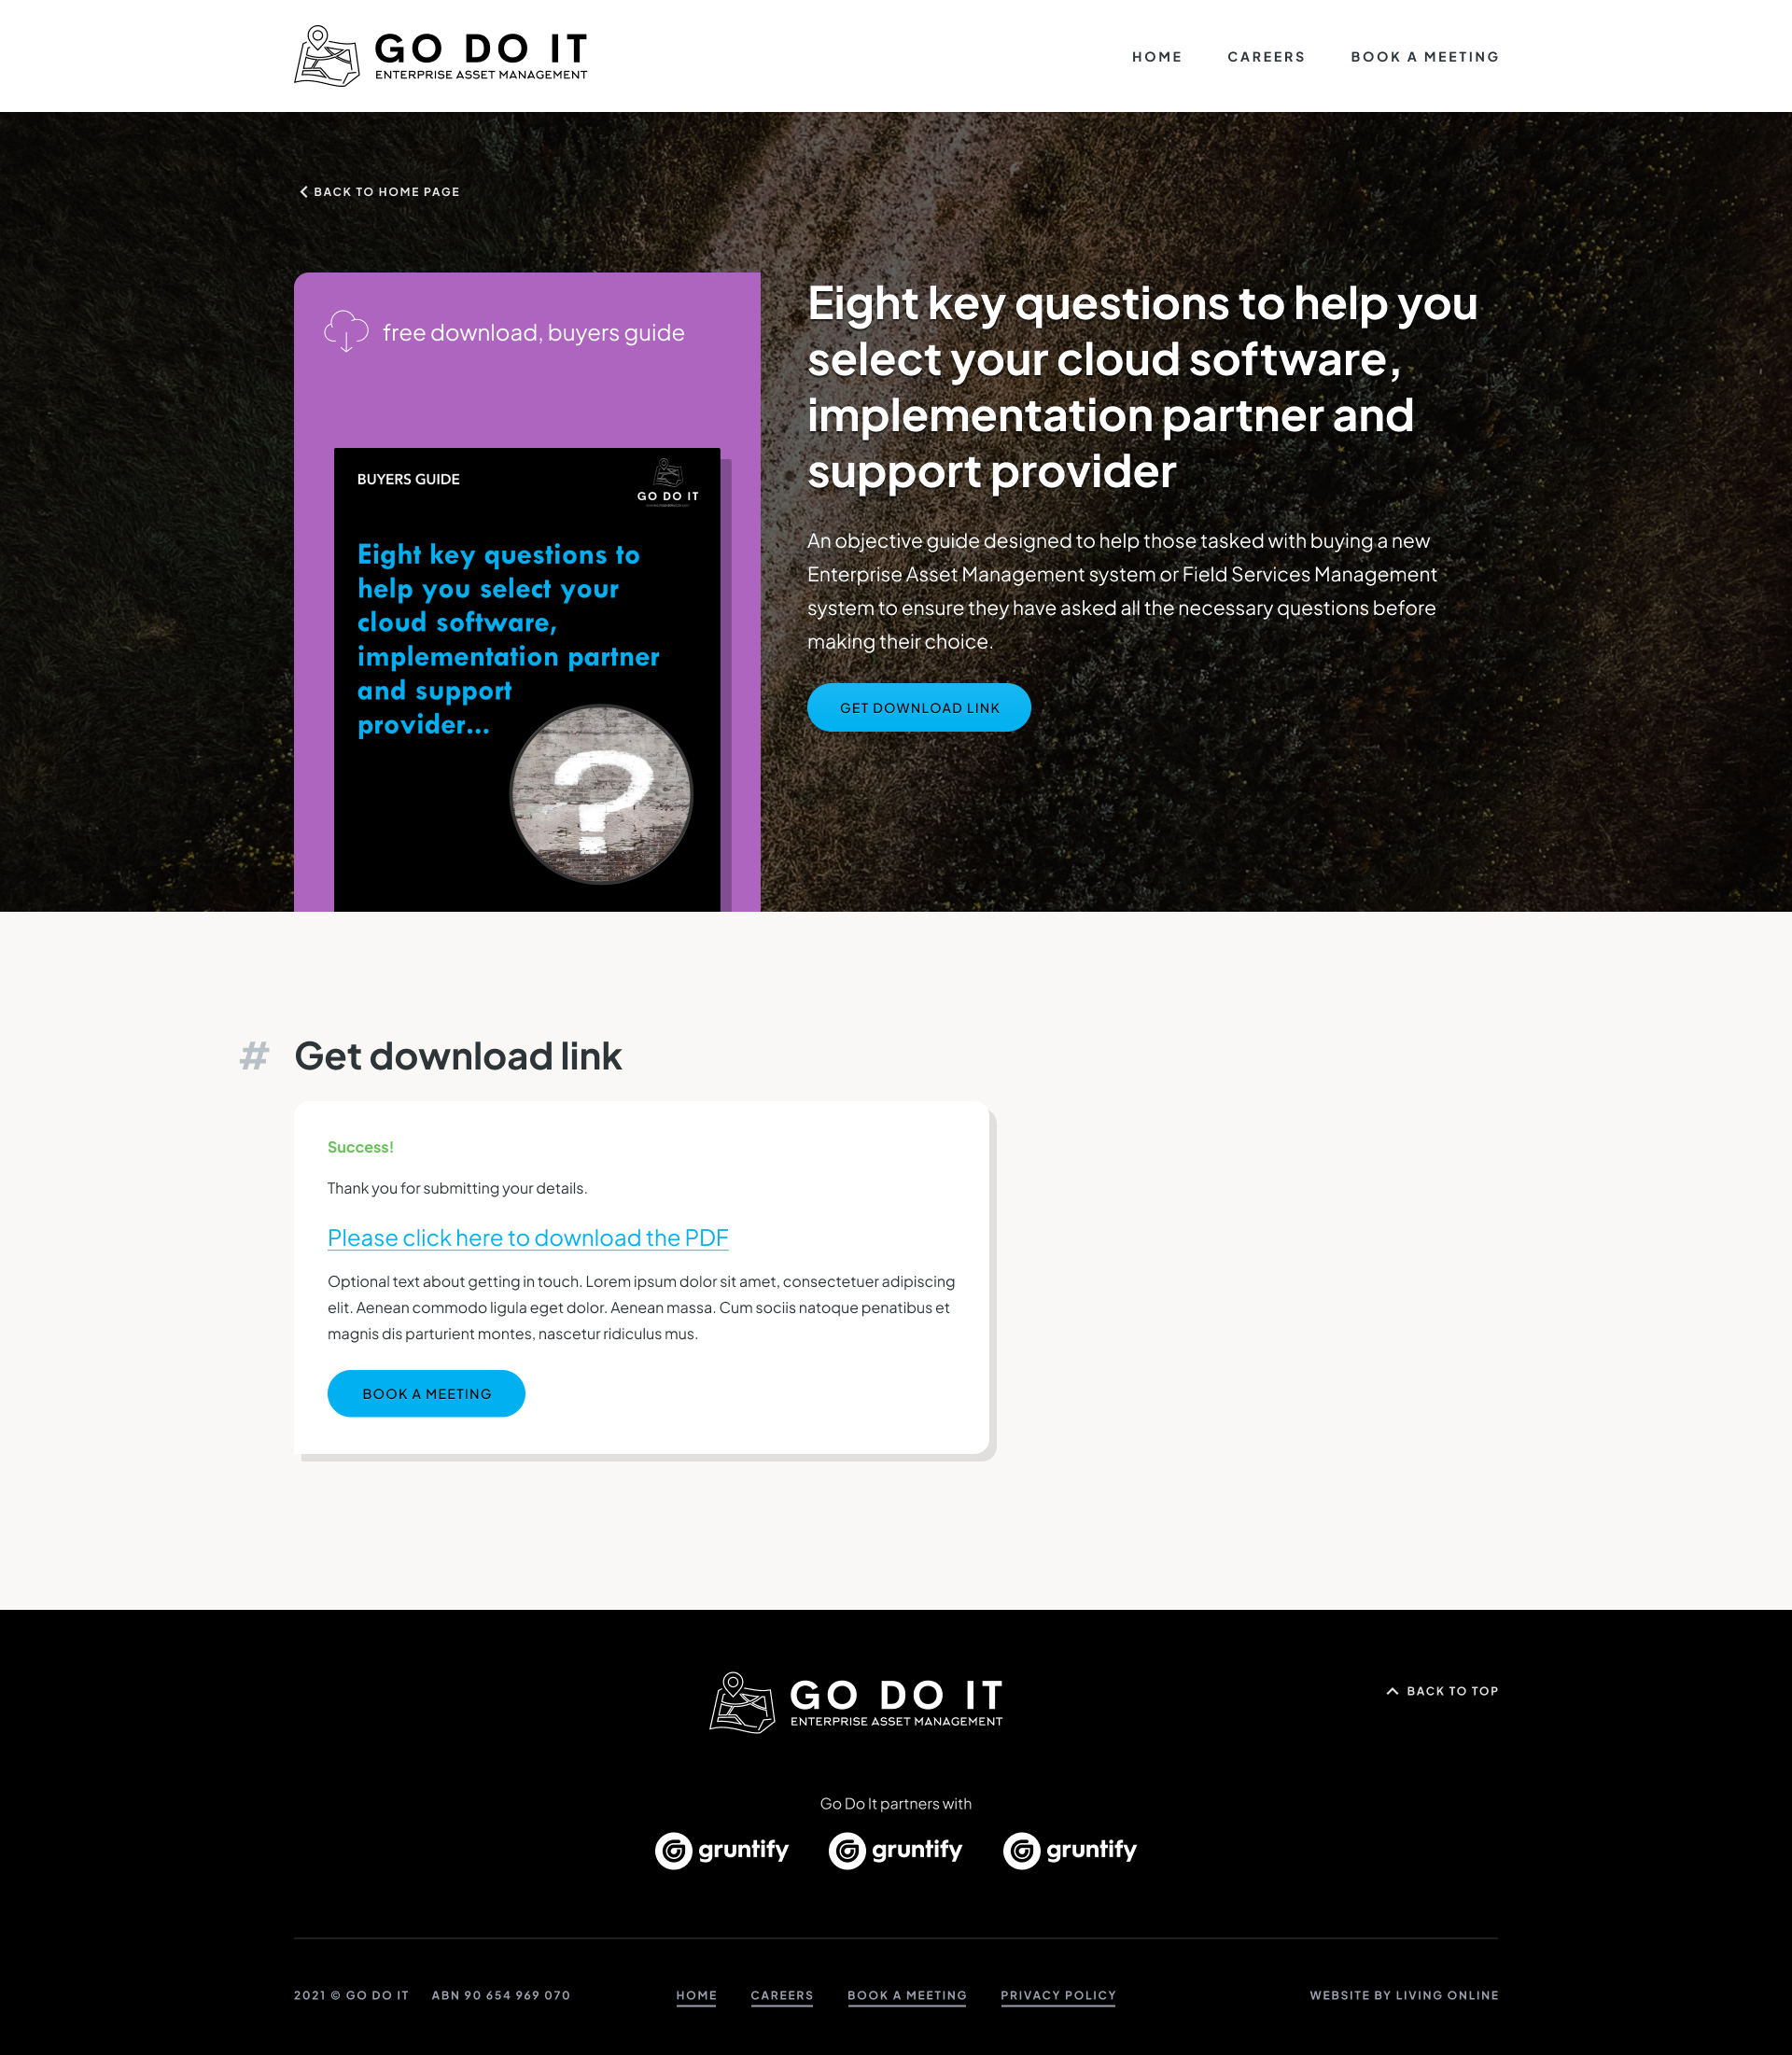 GO DO IT
ENTERPRISE ASSET MANAGEMENT
HOME CAREERS BOOK A MEETING
BACK TO HOME PAGE
free download, buyers guide
BUYERS GUIDE
GO DO IT
Eight key questions to
help you select your
cloud software,
implementation partner
and support
provider...
?
Eight key questions to help you
select your cloud software,
implementation partner and
support provider
An objective guide designed to help those tasked with buying a new
Enterprise Asset Management system or Field Services Management
system to ensure they have asked all the necessary questions before
making their choice.
GET DOWNLOAD LINK
# Get download link
Success!
Thank you for submitting your details.
Please click here to download the PDF
Optional text about getting in touch. Lorem ipsum dolor sit amet, consectetuer adipiscing
elit. Aenean commodo ligula eget dolor. Aenean massa. Cum sociis natoque penatibus et
magnis dis parturient montes, nascetur ridiculus mus.
BOOK A MEETING
GO DO IT
ENTERPRISE ASSET MANAGEMENT
BACK TO TOP
Go Do It partners with
gruntify gruntify gruntify
2021 © GO DO IT ABN 90 654 969 070 HOME CAREERS BOOK A MEETING PRIVACY POLICY WEBSITE BY LIVING ONLINE